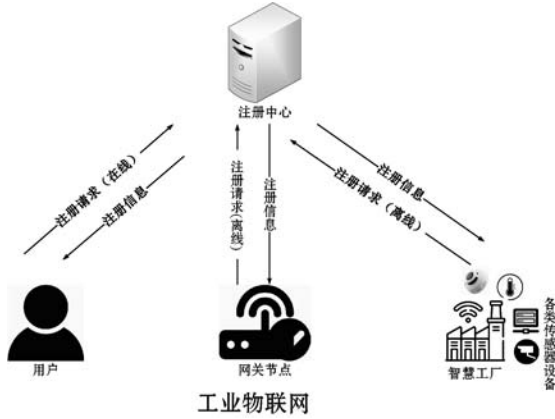 注册中心
注册请求（在线）
注册信息
注册请求(离线)
注册信息
注册信息
注册请求（离线）
用户
网关节点
智慧工厂
各类传感器设备
工业物联网